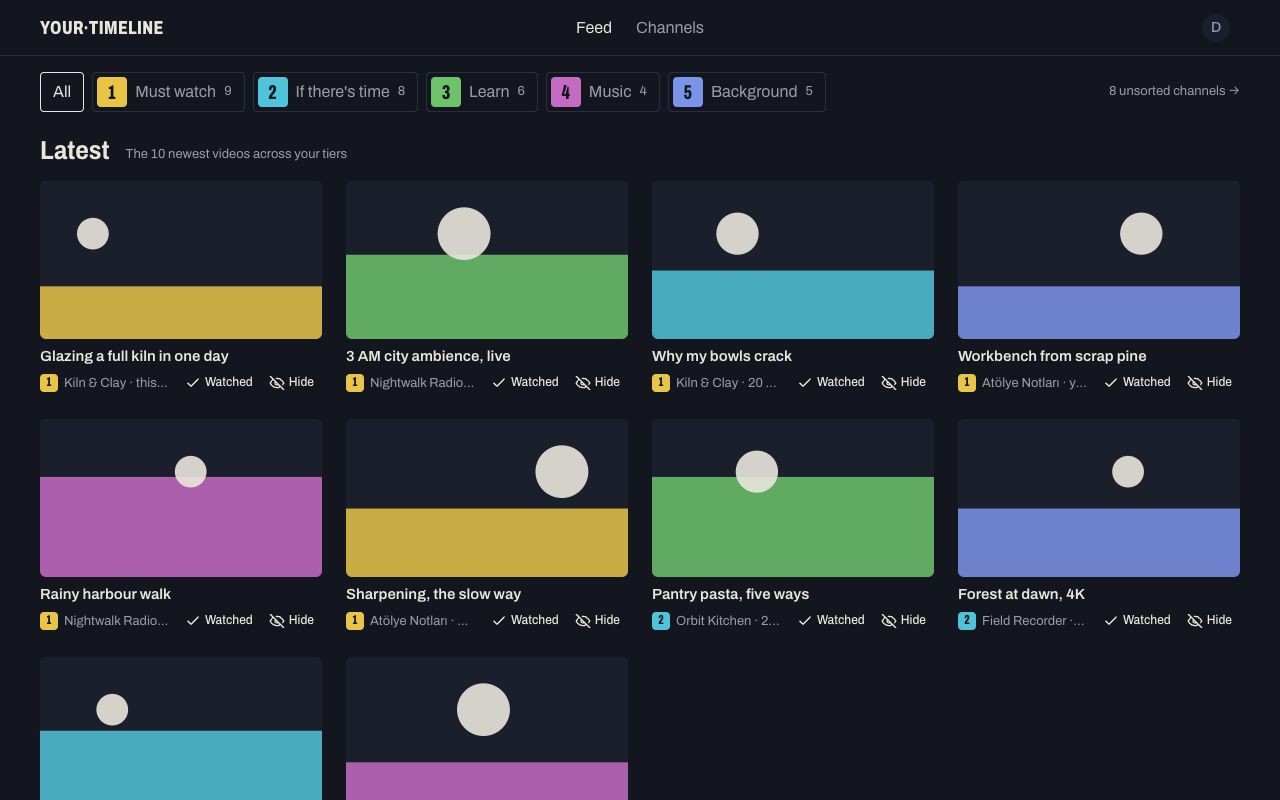 YOUR·TIMELINE Feed Channels D
All 1 Must watch 9 2 If there's time 8 3 Learn 6 4 Music 4 5 Background 5 8 unsorted channels →
Latest The 10 newest videos across your tiers
Glazing a full kiln in one day
1 Kiln & Clay · this… Watched Hide
3 AM city ambience, live
1 Nightwalk Radio… Watched Hide
Why my bowls crack
1 Kiln & Clay · 20 … Watched Hide
Workbench from scrap pine
1 Atölye Notları · y… Watched Hide
Rainy harbour walk
1 Nightwalk Radio… Watched Hide
Sharpening, the slow way
1 Atölye Notları · … Watched Hide
Pantry pasta, five ways
2 Orbit Kitchen · 2… Watched Hide
Forest at dawn, 4K
2 Field Recorder ·… Watched Hide